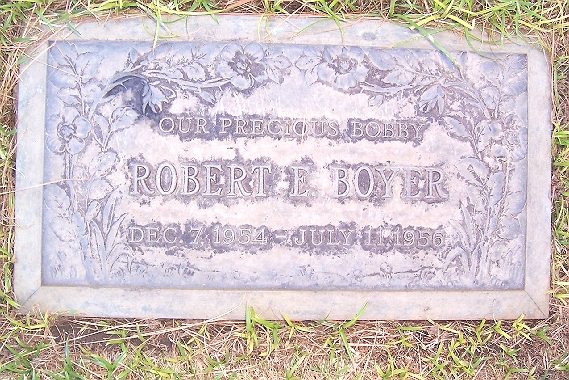 OUR PRECIOUS BOBBY
ROBERT E. BOYER
DEC. 7, 1954 - JULY 11, 1956